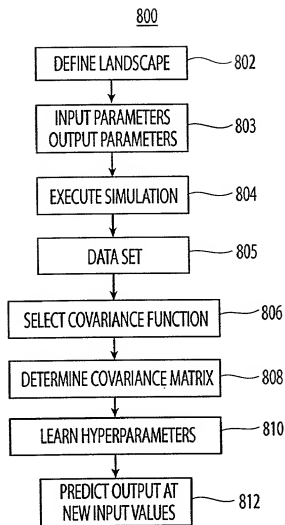 800
DEFINE LANDSCAPE 802
INPUT PARAMETERS
OUTPUT PARAMETERS 803
EXECUTE SIMULATION 804
DATA SET 805
SELECT COVARIANCE FUNCTION 806
DETERMINE COVARIANCE MATRIX 808
LEARN HYPERPARAMETERS 810
PREDICT OUTPUT AT
NEW INPUT VALUES 812